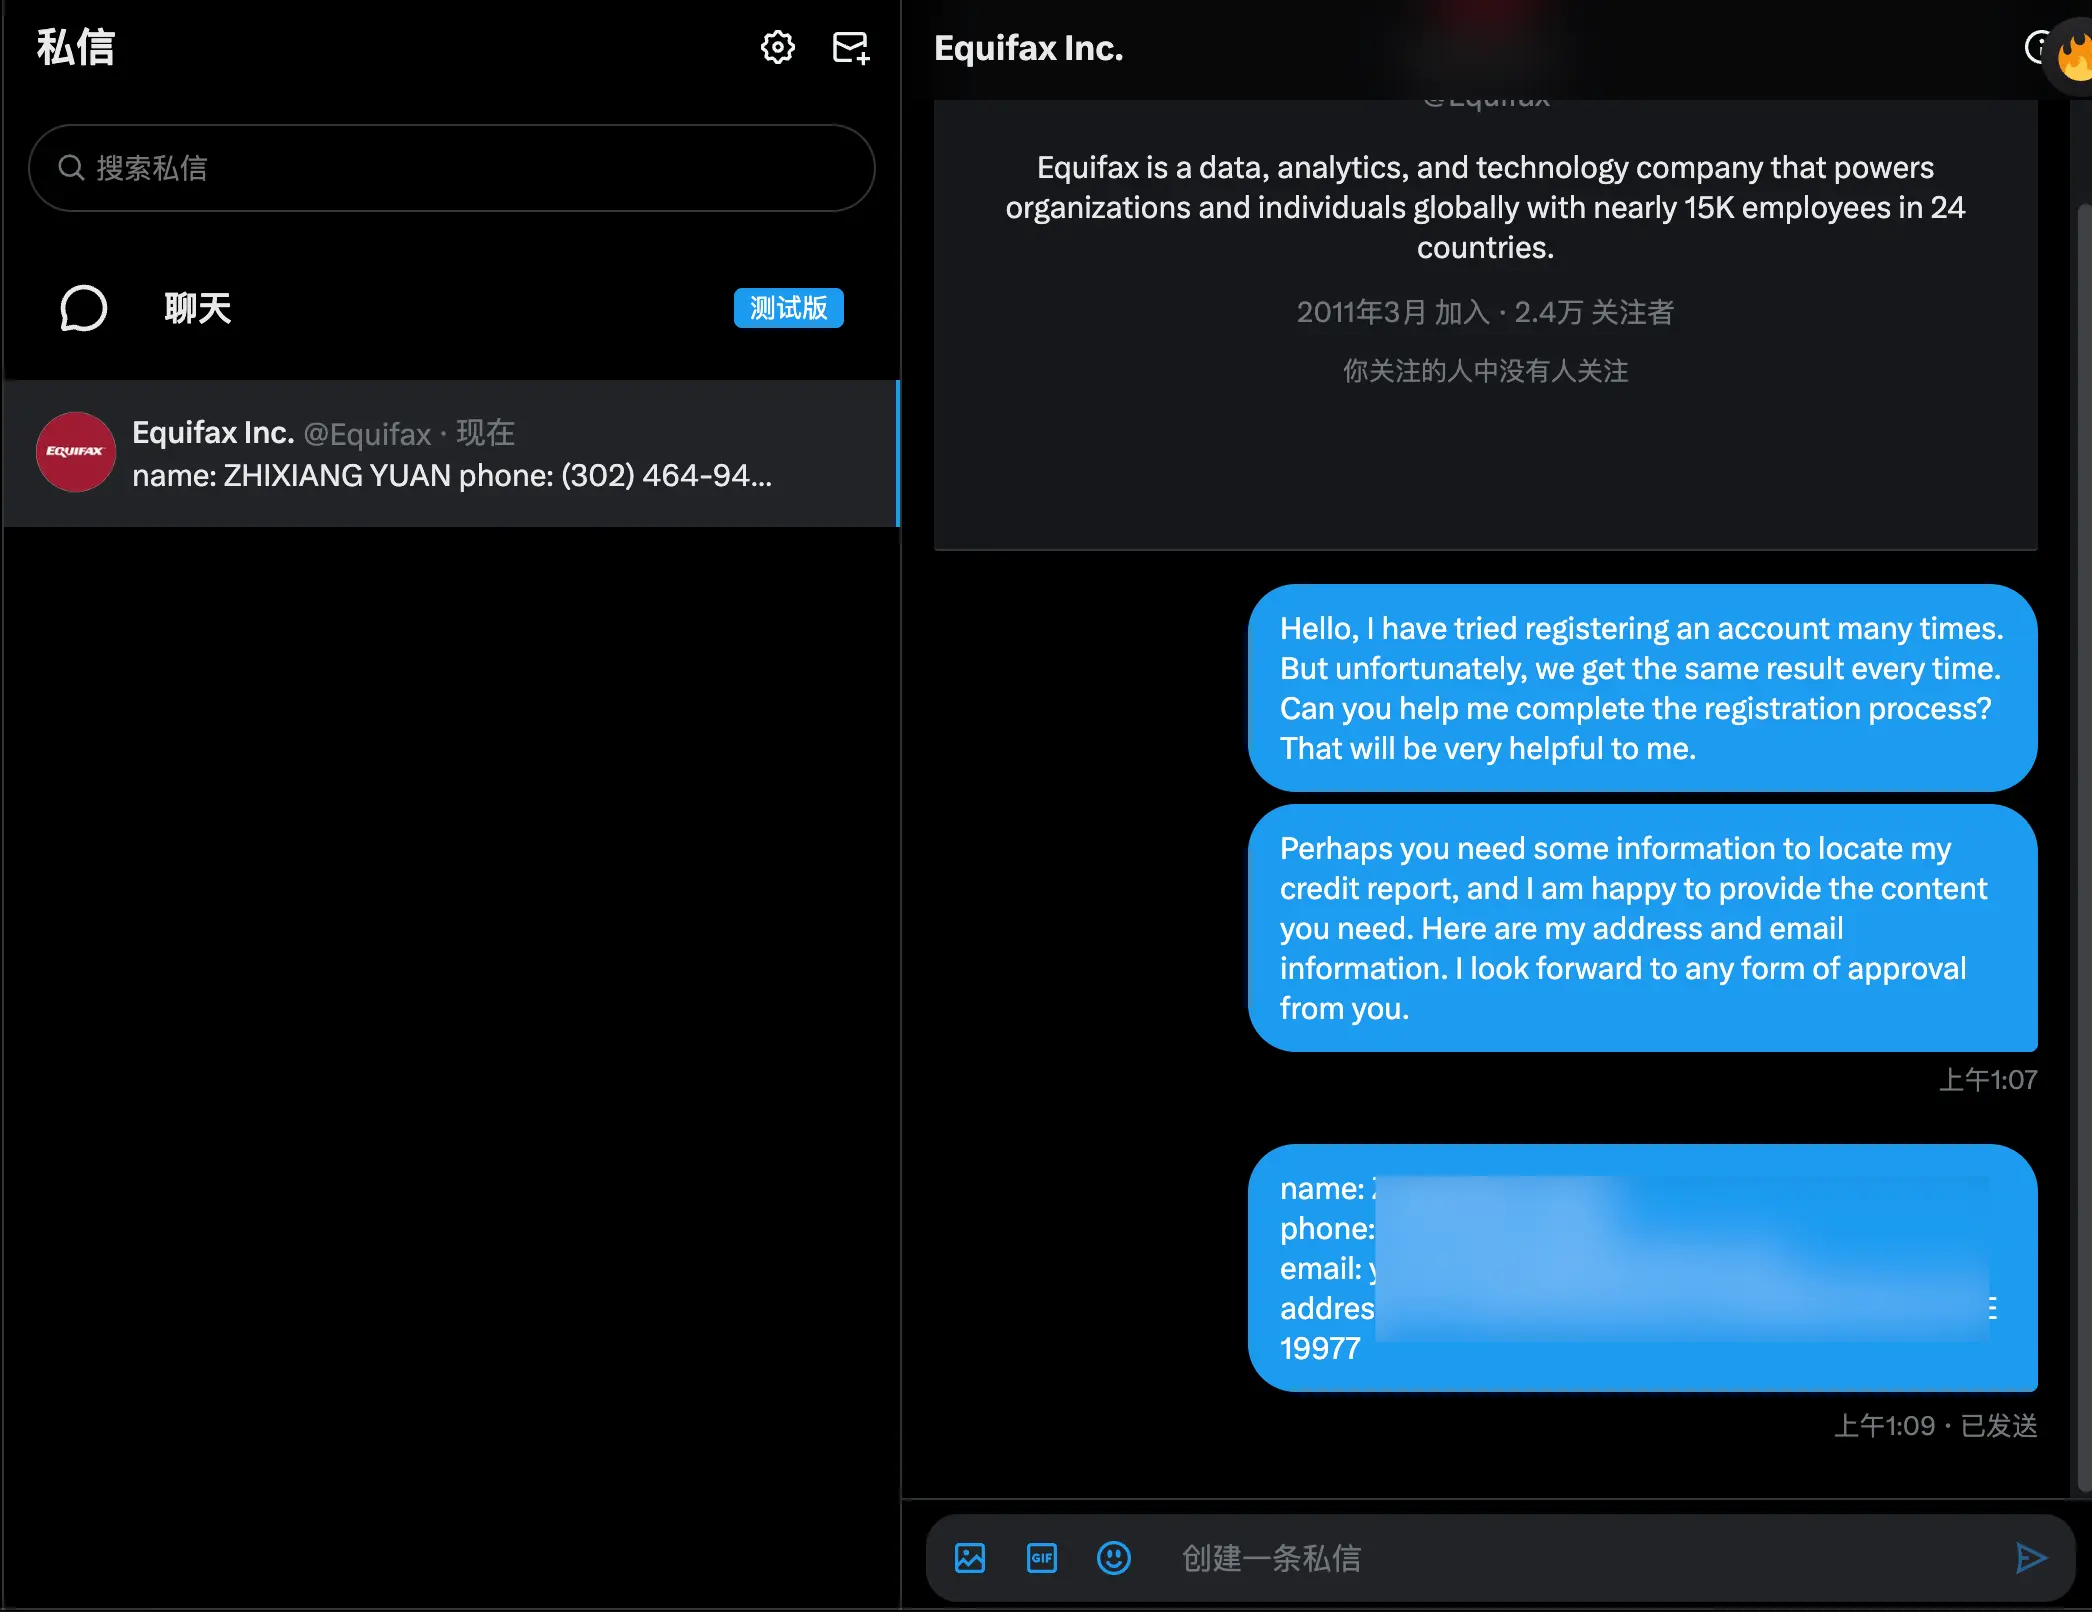 私信
搜索私信
聊天
测试版
EQUIFAX
Equifax Inc. @Equifax · 现在
name: ZHIXIANG YUAN phone: (302) 464-94...
Equifax Inc.
@Equifax
Equifax is a data, analytics, and technology company that powers
organizations and individuals globally with nearly 15K employees in 24
countries.
2011年3月 加入 · 2.4万 关注者
你关注的人中没有人关注
Hello, I have tried registering an account many times.
But unfortunately, we get the same result every time.
Can you help me complete the registration process?
That will be very helpful to me.
Perhaps you need some information to locate my
credit report, and I am happy to provide the content
you need. Here are my address and email
information. I look forward to any form of approval
from you.
上午1:07
name:
phone:
email:
addres
19977
上午1:09 · 已发送
GIF
创建一条私信